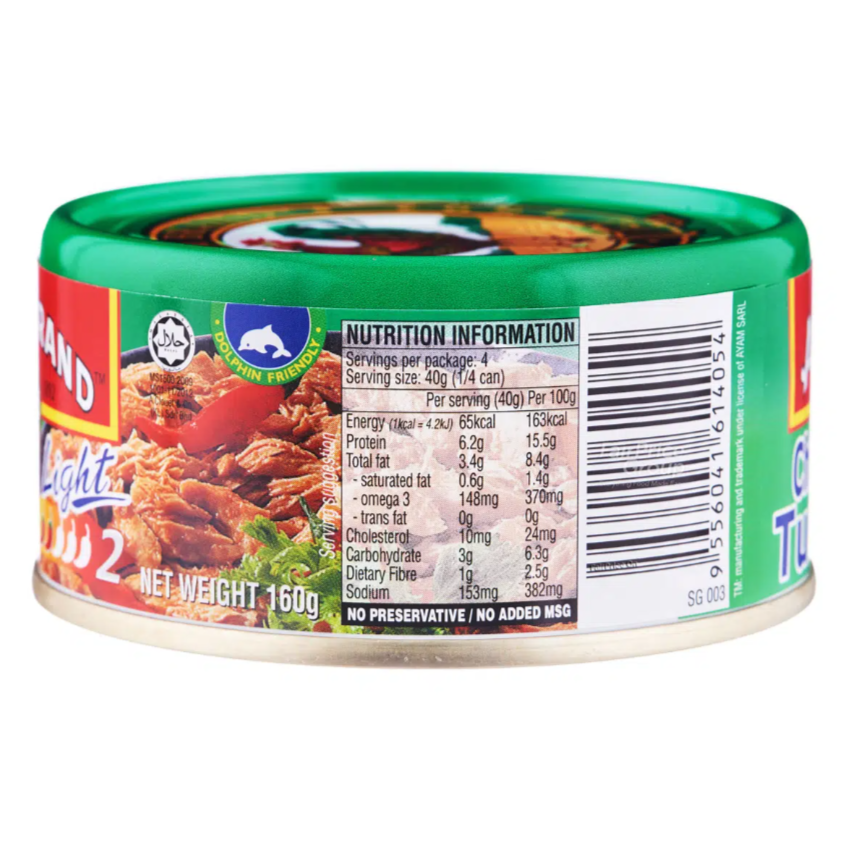 RAND™
Light
2
NET WEIGHT 160g
حلال
DOLPHIN FRIENDLY
Serving suggestion
NUTRITION INFORMATION
Servings per package: 4
Serving size: 40g (1/4 can)
Per serving (40g) Per 100g
Energy (1kcal = 4.2kJ) 65kcal 163kcal
Protein 6.2g 15.5g
Total fat 3.4g 8.4g
- saturated fat 0.6g 1.4g
- omega 3 148mg 370mg
- trans fat 0g 0g
Cholesterol 10mg 24mg
Carbohydrate 3g 6.3g
Dietary Fibre 1g 2.5g
Sodium 153mg 382mg
NO PRESERVATIVE / NO ADDED MSG
9 556041 614054
SG 003
TM: manufacturing and trademark under license of AYAM SARL
A
Ch
Tu